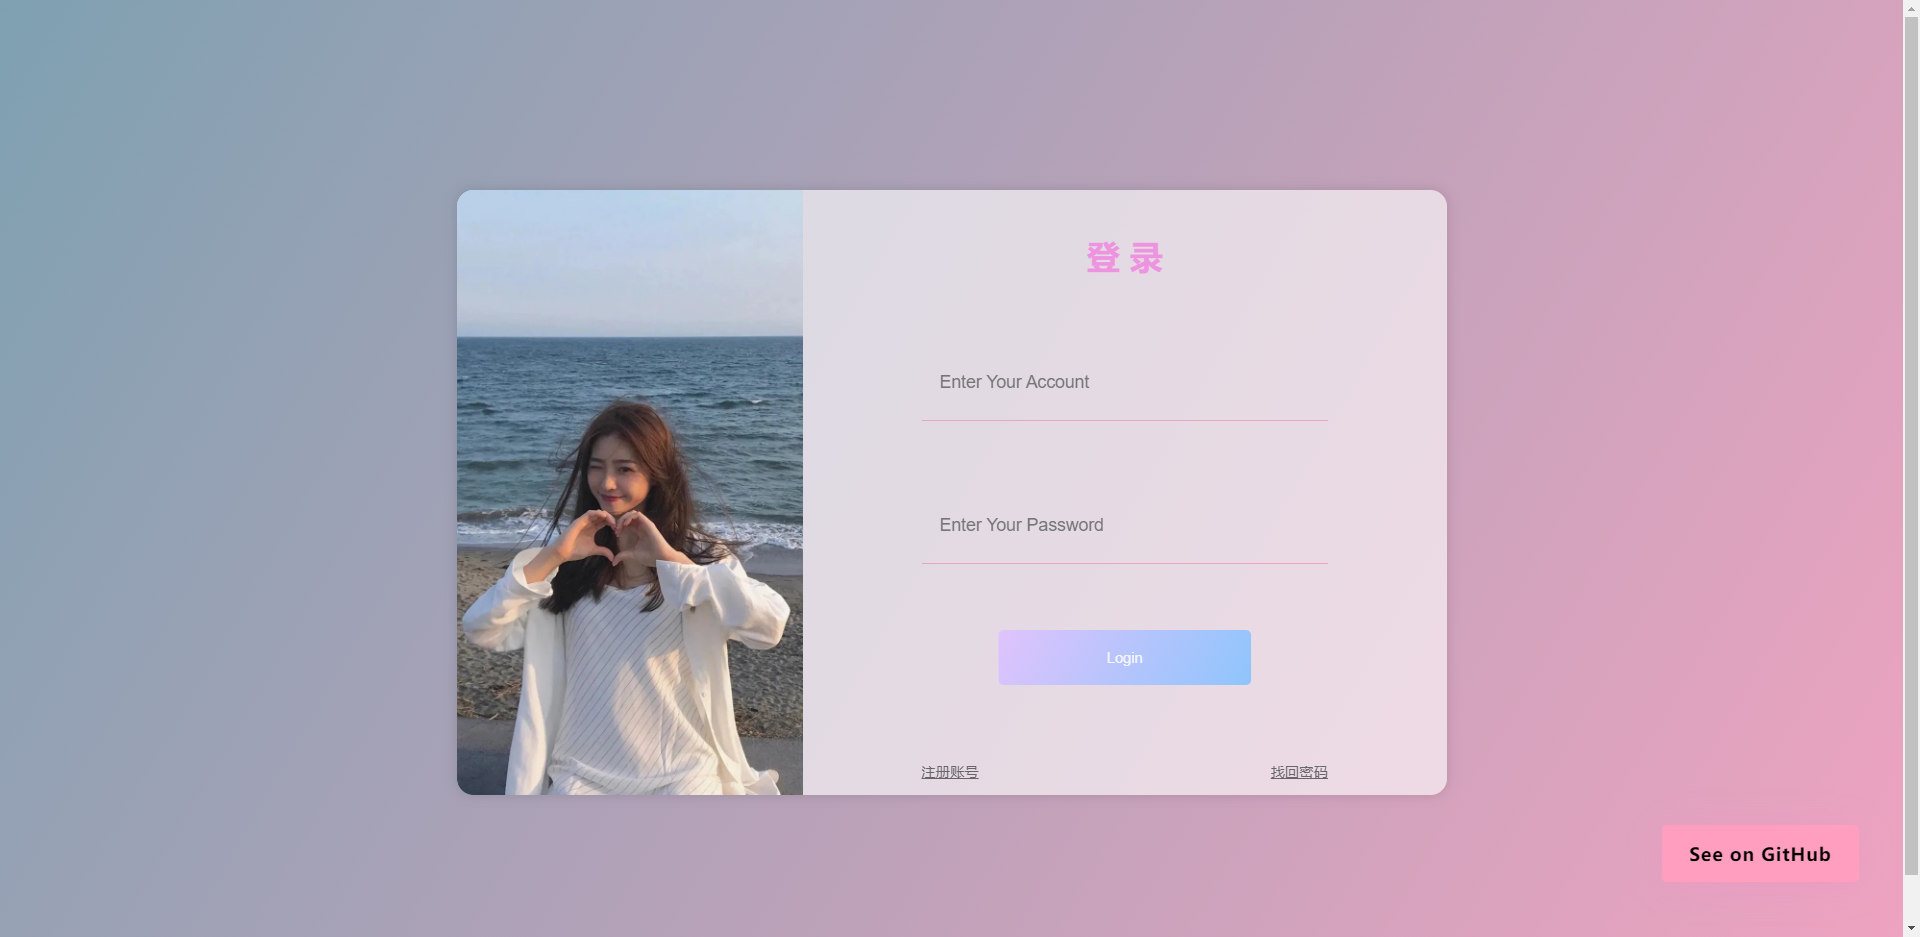 登 录
Enter Your Account
Enter Your Password
Login
注册账号
找回密码
See on GitHub